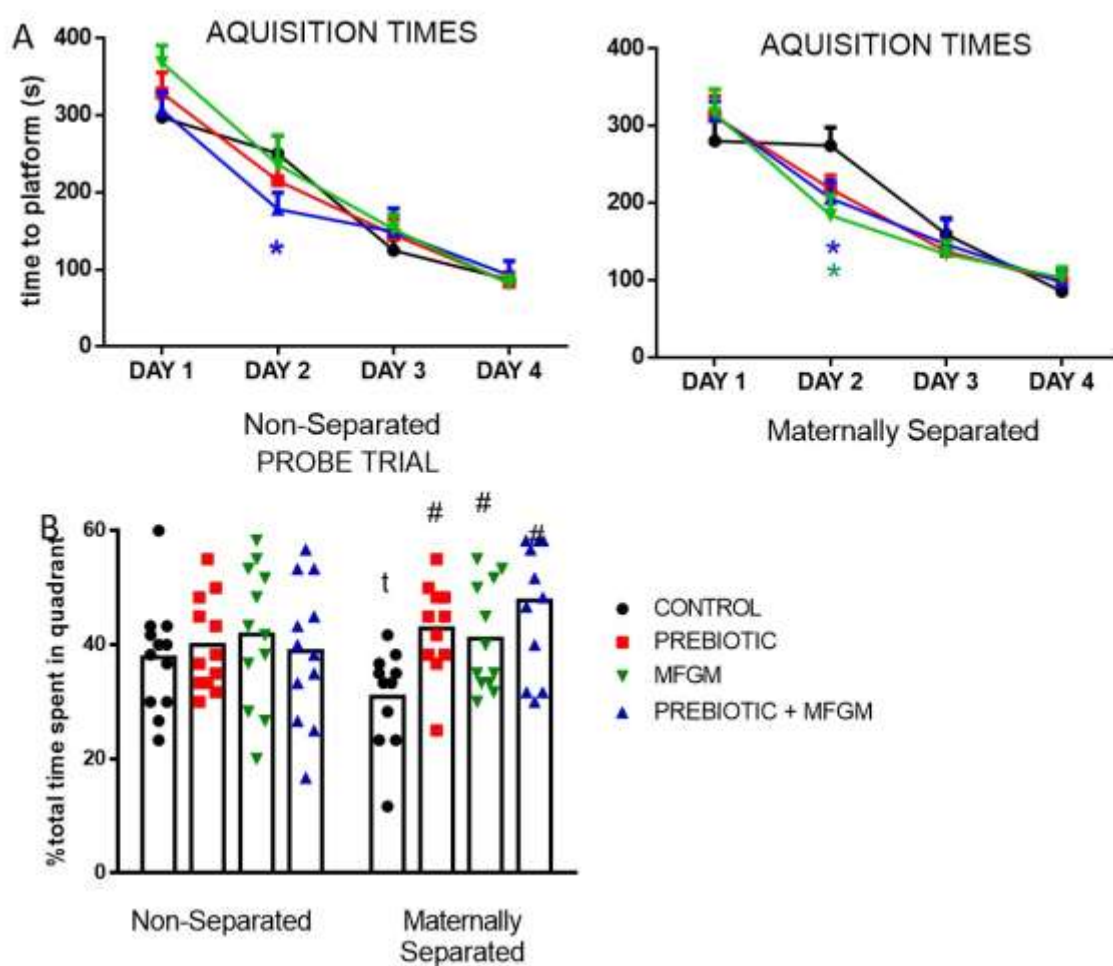 A
AQUISITION TIMES
time to platform (s)
400
300
200
100
0
*
DAY 1 DAY 2 DAY 3 DAY 4
Non-Separated
AQUISITION TIMES
400
300
200
100
0
*
*
DAY 1 DAY 2 DAY 3 DAY 4
Maternally Separated
PROBE TRIAL
B
%total time spent in quadrant
60
40
20
0
t
#
#
#
Non-Separated
Maternally
Separated
CONTROL
PREBIOTIC
MFGM
PREBIOTIC + MFGM